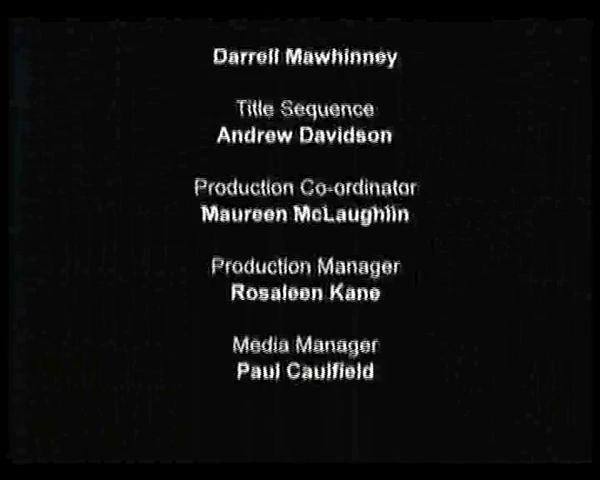 Darrell Mawhinney
Title Sequence
Andrew Davidson
Production Co-ordinator
Maureen McLaughlin
Production Manager
Rosaleen Kane
Media Manager
Paul Caulfield